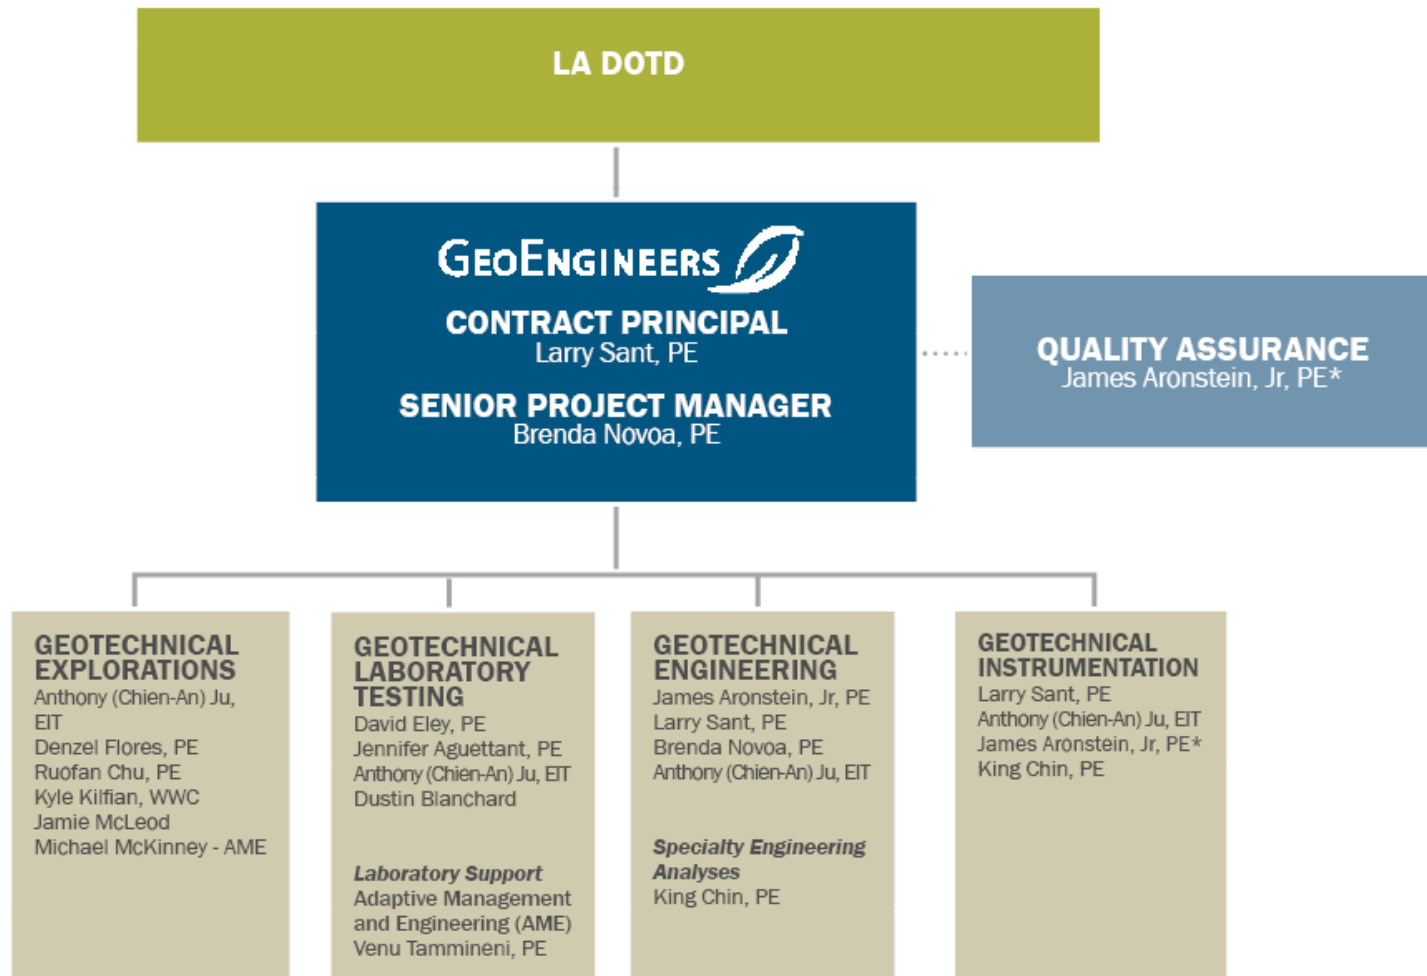 LA DOTD
GEOENGINEERS
CONTRACT PRINCIPAL
Larry Sant, PE
SENIOR PROJECT MANAGER
Brenda Novoa, PE
QUALITY ASSURANCE
James Aronstein, Jr, PE*
GEOTECHNICAL
EXPLORATIONS
Anthony (Chien-An) Ju,
EIT
Denzel Flores, PE
Ruofan Chu, PE
Kyle Kilfian, WWC
Jamie McLeod
Michael McKinney - AME
GEOTECHNICAL
LABORATORY
TESTING
David Eley, PE
Jennifer Aguettant, PE
Anthony (Chien-An) Ju, EIT
Dustin Blanchard
Laboratory Support
Adaptive Management
and Engineering (AME)
Venu Tammineni, PE
GEOTECHNICAL
ENGINEERING
James Aronstein, Jr, PE
Larry Sant, PE
Brenda Novoa, PE
Anthony (Chien-An) Ju, EIT
Specialty Engineering
Analyses
King Chin, PE
GEOTECHNICAL
INSTRUMENTATION
Larry Sant, PE
Anthony (Chien-An) Ju, EIT
James Aronstein, Jr, PE*
King Chin, PE